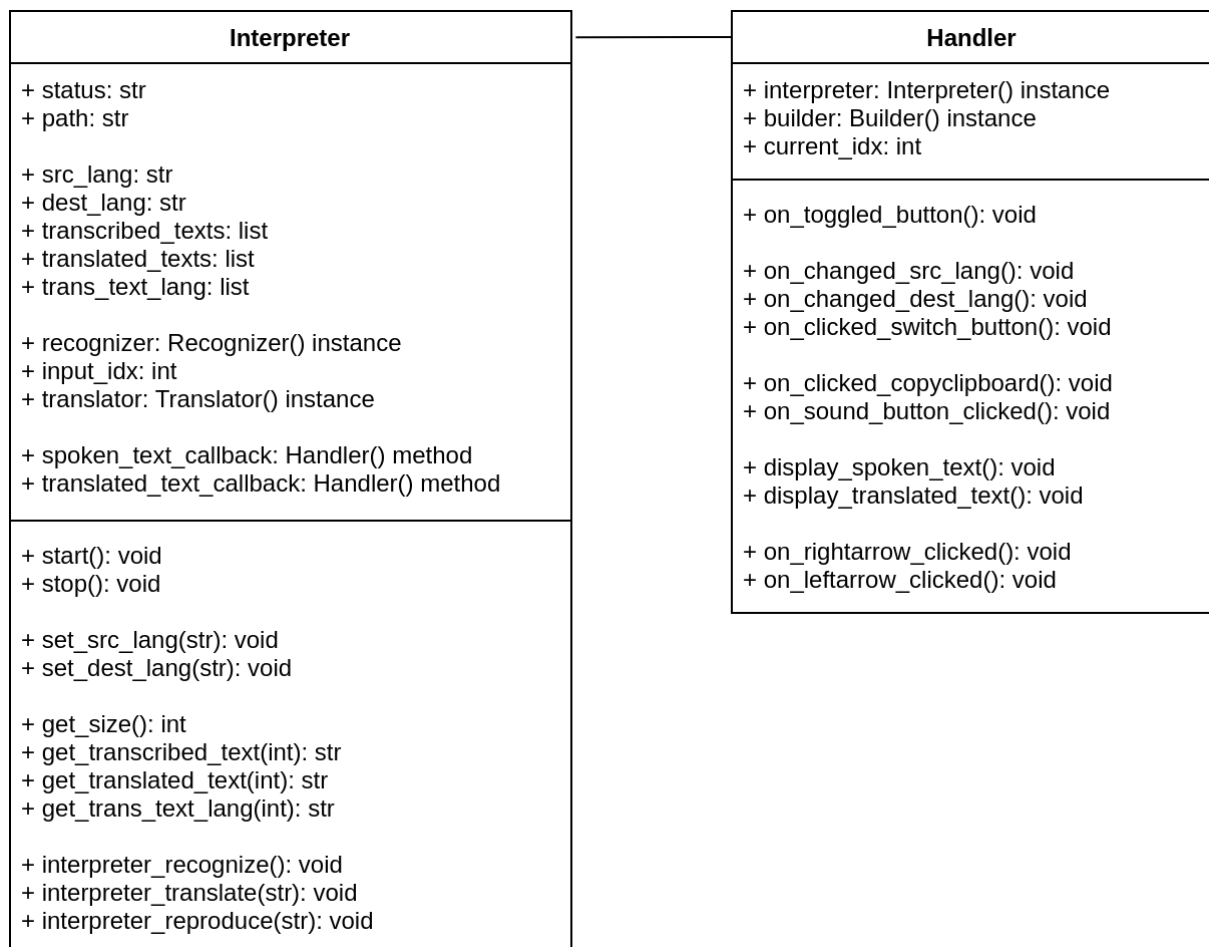 Interpreter
+ status: str
+ path: str
+ src_lang: str
+ dest_lang: str
+ transcribed_texts: list
+ translated_texts: list
+ trans_text_lang: list
+ recognizer: Recognizer() instance
+ input_idx: int
+ translator: Translator() instance
+ spoken_text_callback: Handler() method
+ translated_text_callback: Handler() method
+ start(): void
+ stop(): void
+ set_src_lang(str): void
+ set_dest_lang(str): void
+ get_size(): int
+ get_transcribed_text(int): str
+ get_translated_text(int): str
+ get_trans_text_lang(int): str
+ interpreter_recognize(): void
+ interpreter_translate(str): void
+ interpreter_reproduce(str): void
Handler
+ interpreter: Interpreter() instance
+ builder: Builder() instance
+ current_idx: int
+ on_toggled_button(): void
+ on_changed_src_lang(): void
+ on_changed_dest_lang(): void
+ on_clicked_switch_button(): void
+ on_clicked_copyclipboard(): void
+ on_sound_button_clicked(): void
+ display_spoken_text(): void
+ display_translated_text(): void
+ on_rightarrow_clicked(): void
+ on_leftarrow_clicked(): void